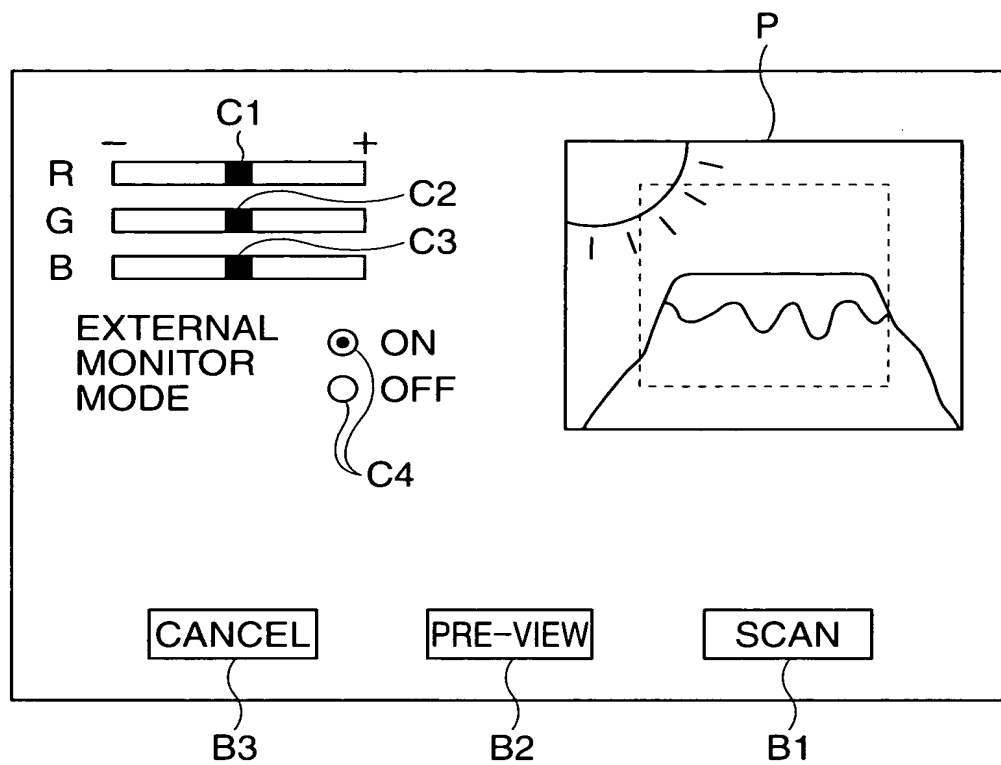 P
C1
− +
R
C2
G
C3
B
EXTERNAL
MONITOR
MODE
ON
OFF
C4
CANCEL
PRE-VIEW
SCAN
B3
B2
B1